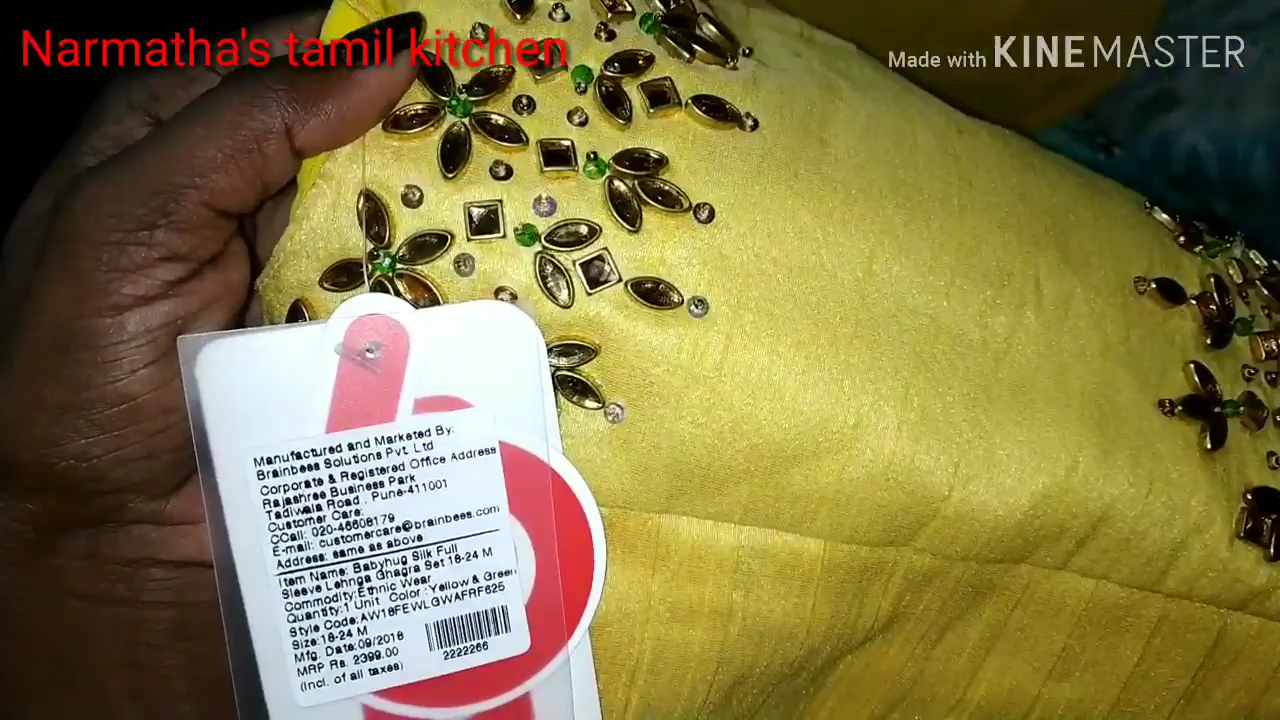 Narmatha's tamil kitchen
Made with KINEMASTER
Manufactured and Marketed By:
Brainbees Solutions Pvt. Ltd
Corporate & Registered Office Address
Rajashree Business Park
Tadiwala Road , Pune-411001
Customer Care:
CCall: 020-46608179
E-mail: customercare@brainbees.com
Address: same as above
Item Name: Babyhug Silk Full
Sleeve Lehnga Ghagra Set 18-24 M
Commodity:Ethnic Wear
Quantity:1 Unit Color :Yellow & Green
Style Code:AW18FEWLGWAFRF625
Size:18-24 M
Mfg. Date:09/2018
MRP Rs. 2399.00
(Incl. of all taxes)
2222266